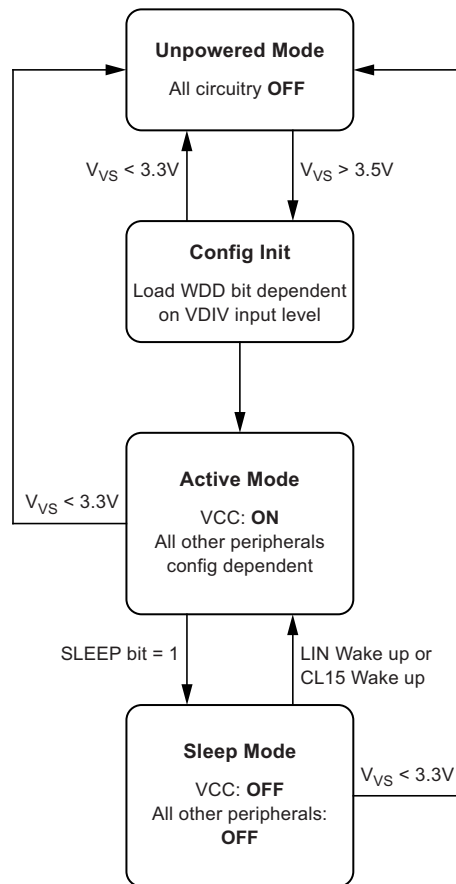 Unpowered Mode
All circuitry OFF
V_VS < 3.3V
V_VS > 3.5V
Config Init
Load WDD bit dependent
on VDIV input level
Active Mode
VCC: ON
All other peripherals
config dependent
V_VS < 3.3V
SLEEP bit = 1
LIN Wake up or
CL15 Wake up
Sleep Mode
VCC: OFF
All other peripherals:
OFF
V_VS < 3.3V